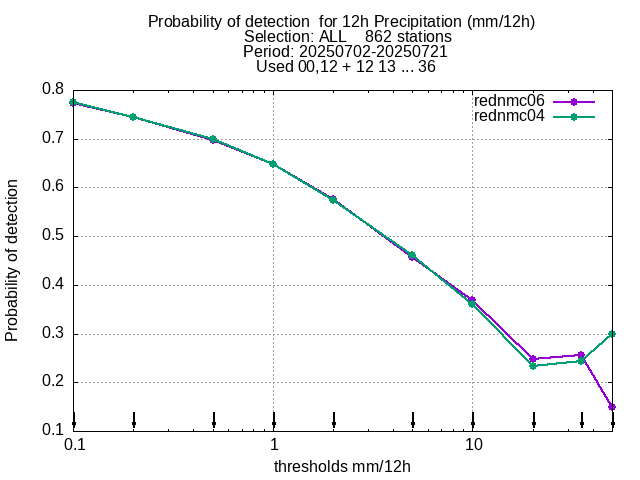 Probability of detection  for 12h Precipitation (mm/12h)
Selection: ALL    862 stations
Period: 20250702-20250721
Used 00,12 + 12 13 ... 36
rednmc06
rednmc04
0.8
0.7
0.6
0.5
0.4
0.3
0.2
0.1
Probability of detection
0.1 1 10
thresholds mm/12h